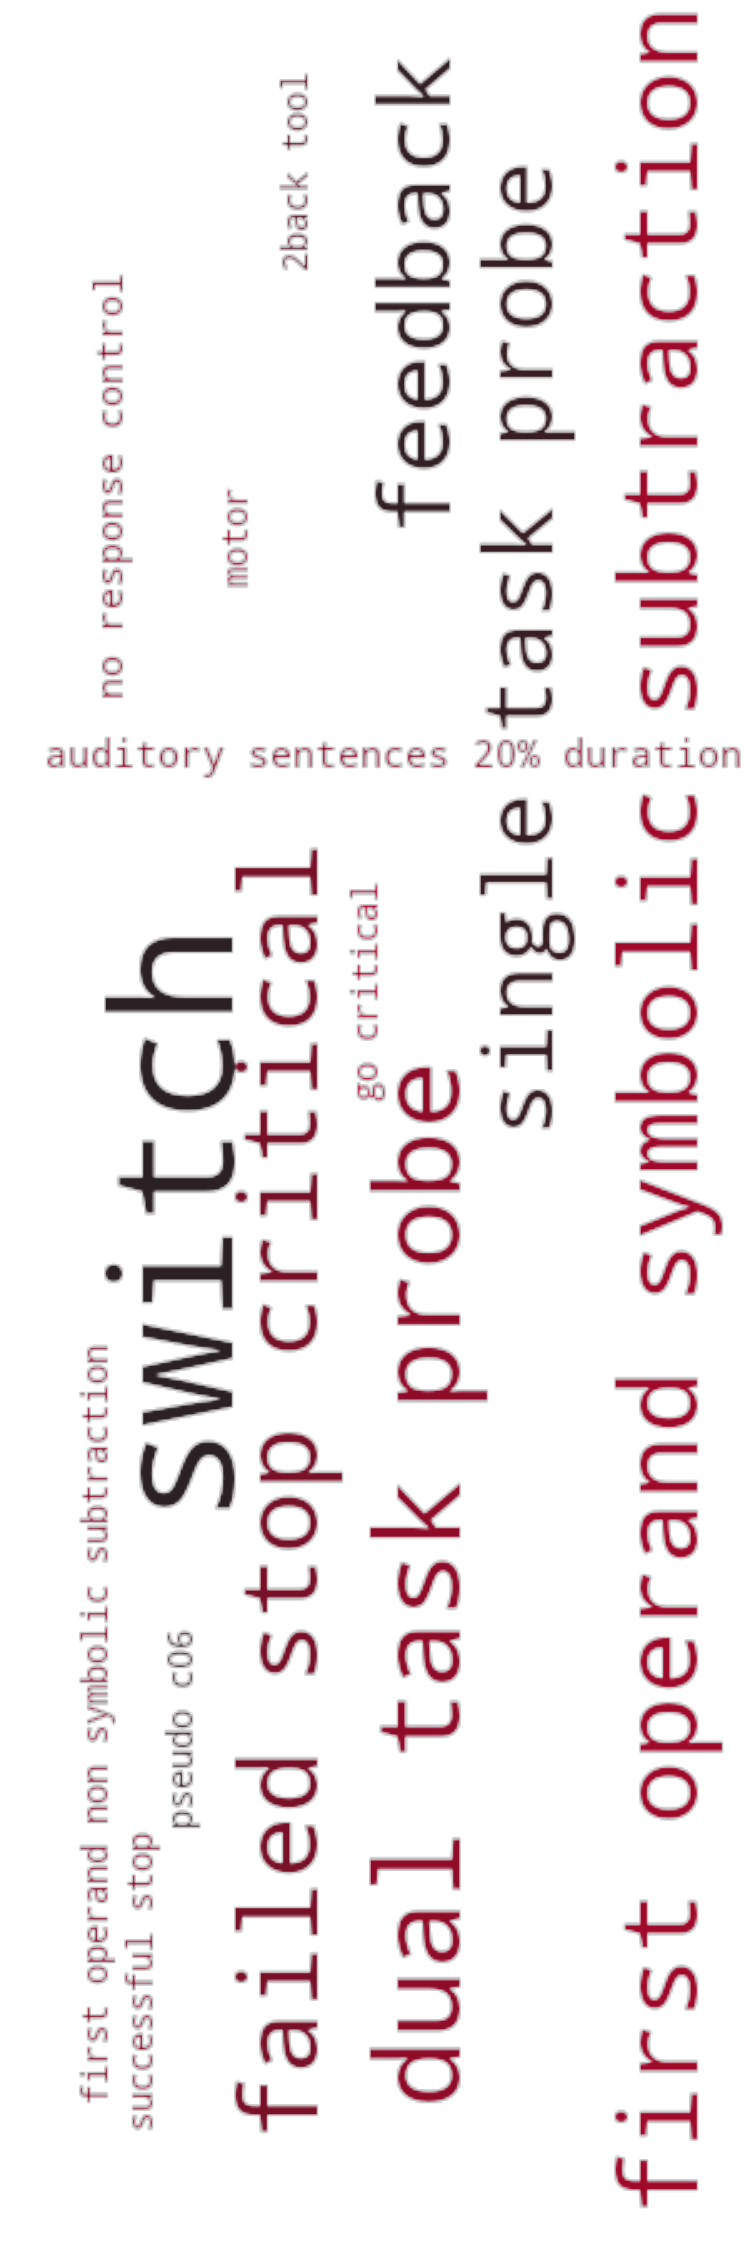 first operand non symbolic subtraction
no response control
successful stop
pseudo c06
switch
motor
failed stop critical
2back tool
go critical
dual task probe
feedback
single task probe
first operand symbolic subtraction
auditory sentences 20% duration